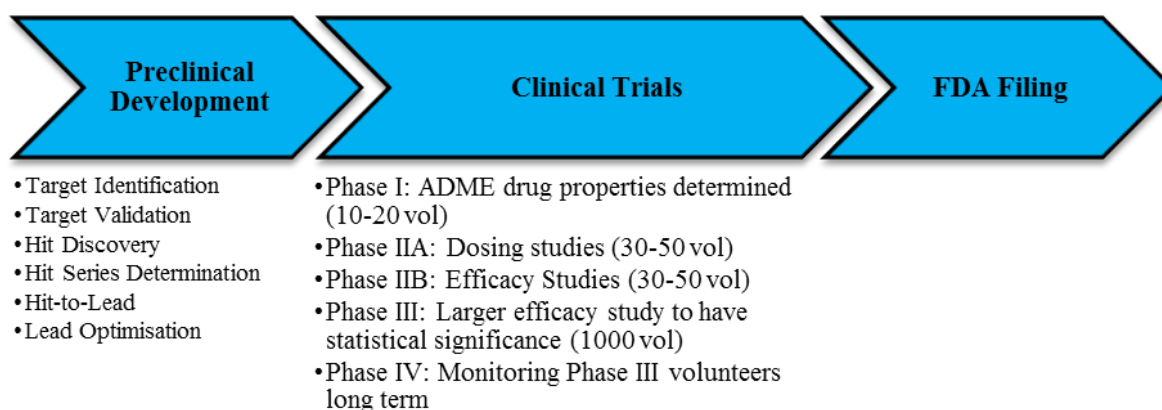 Preclinical
Development
Clinical Trials
FDA Filing
•Target Identification
•Target Validation
•Hit Discovery
•Hit Series Determination
•Hit-to-Lead
•Lead Optimisation
•Phase I: ADME drug properties determined
(10-20 vol)
•Phase IIA: Dosing studies (30-50 vol)
•Phase IIB: Efficacy Studies (30-50 vol)
•Phase III: Larger efficacy study to have
statistical significance (1000 vol)
•Phase IV: Monitoring Phase III volunteers
long term